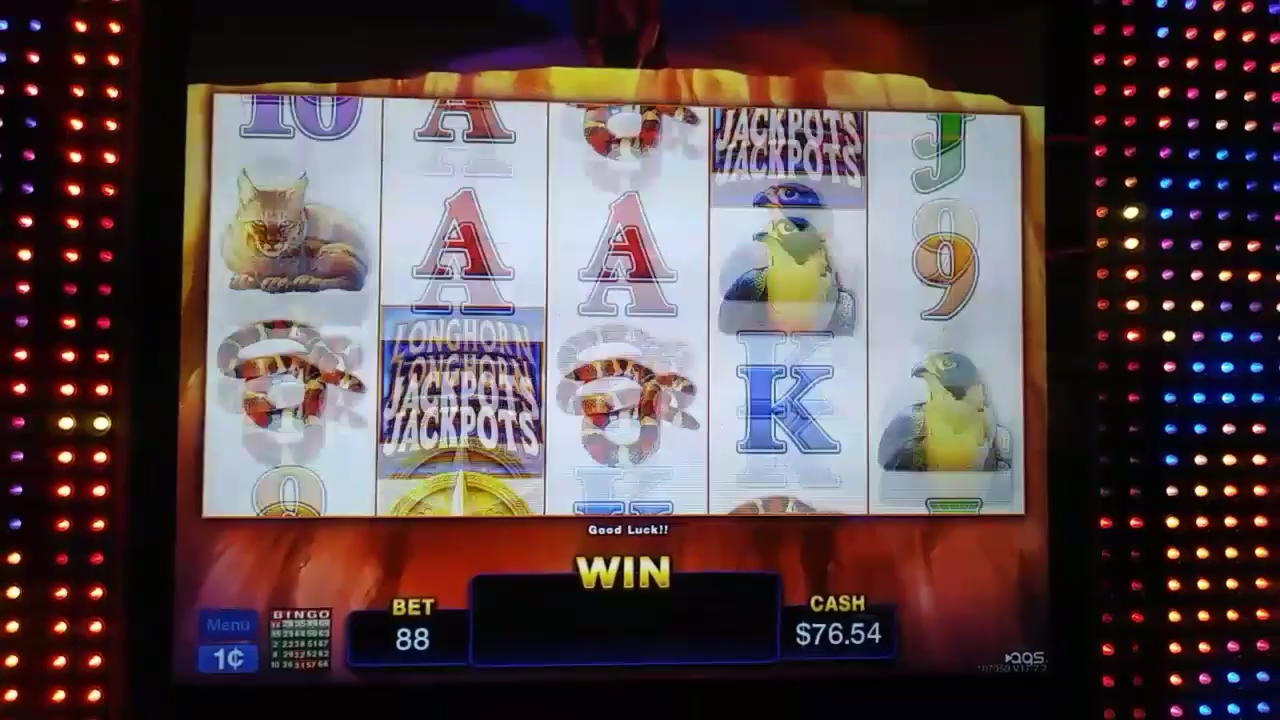 10 A JACKPOTS J
JACKPOTS
A A 9
LONGHORN
LONGHORN
JACKPOTS K
JACKPOTS
9 K
Good Luck!!
WIN
Menu BINGO BET CASH
1¢ 88 $76.54
AGS